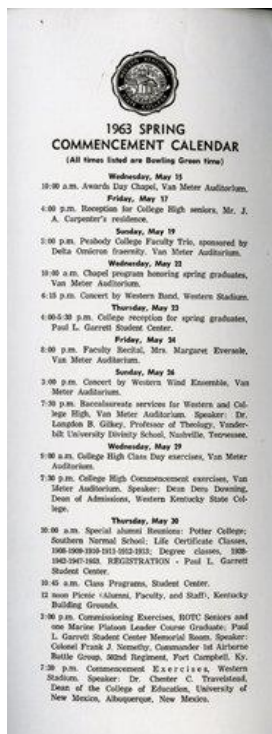 1963 SPRING
COMMENCEMENT CALENDAR
(All times listed are Bowling Green time)
Wednesday, May 15
10:00 a.m. Awards Day Chapel, Van Meter Auditorium.
Friday, May 17
4:00 p.m. Reception for College High seniors, Mr. J.
A. Carpenter's residence.
Sunday, May 19
3:00 p.m. Peabody College Faculty Trio, sponsored by
Delta Omicron fraernity, Van Meter Auditorium.
Wednesday, May 22
10:00 a.m. Chapel program honoring spring graduates,
Van Meter Auditorium.
6:15 p.m. Concert by Western Band, Western Stadium.
Thursday, May 23
4:00-5:30 p.m. College reception for spring graduates,
Paul L. Garrett Student Center.
Friday, May 24
8:00 p.m. Faculty Recital, Mrs. Margaret Eversole,
Van Meter Auditorium.
Sunday, May 26
3:00 p.m. Concert by Western Wind Ensemble, Van
Meter Auditorium.
7:30 p.m. Baccalaureate services for Western and Col-
lege High, Van Meter Auditorium. Speaker: Dr.
Langdon B. Gilkey, Professor of Theology, Vander-
bilt University Divinity School, Nashville, Tennessee.
Wednesday, May 29
9:00 a.m. College High Class Day exercises, Van Meter
Auditorium.
7:30 p.m. College High Commencement exercises, Van
Meter Auditorium. Speaker: Dean Dero Downing,
Dean of Admissions, Western Kentucky State Col-
lege.
Thursday, May 30
10:00 a.m. Special alumni Reunions: Potter College;
Southern Normal School; Life Certificate Classes,
1908-1909-1910-1911-1912-1913; Degree classes,
REGISTRATION - Paul L. Garrett
Student Center.
10:45 a.m. Class Programs, Student Center.
12 noon Picnic (Alumni, Faculty, and Staff), Kentucky
Building Grounds.
2:00 p.m. Commissioning Exercises, ROTC Seniors and
one Marine Platoon Leader Course Graduate; Paul
L. Garrett Student Center Memorial Room. Speaker:
Colonel Frank J. Nemethy, Commander 1st Airborne
Battle Group, Regiment, Fort Campbell, Ky.
7:30 p.m. Commencement Exercises, Western
Stadium. Speaker: Dr. Chester C. Travelstead,
Dean of the College of Education, University of
New Mexico, Albuquerque, New Mexico.